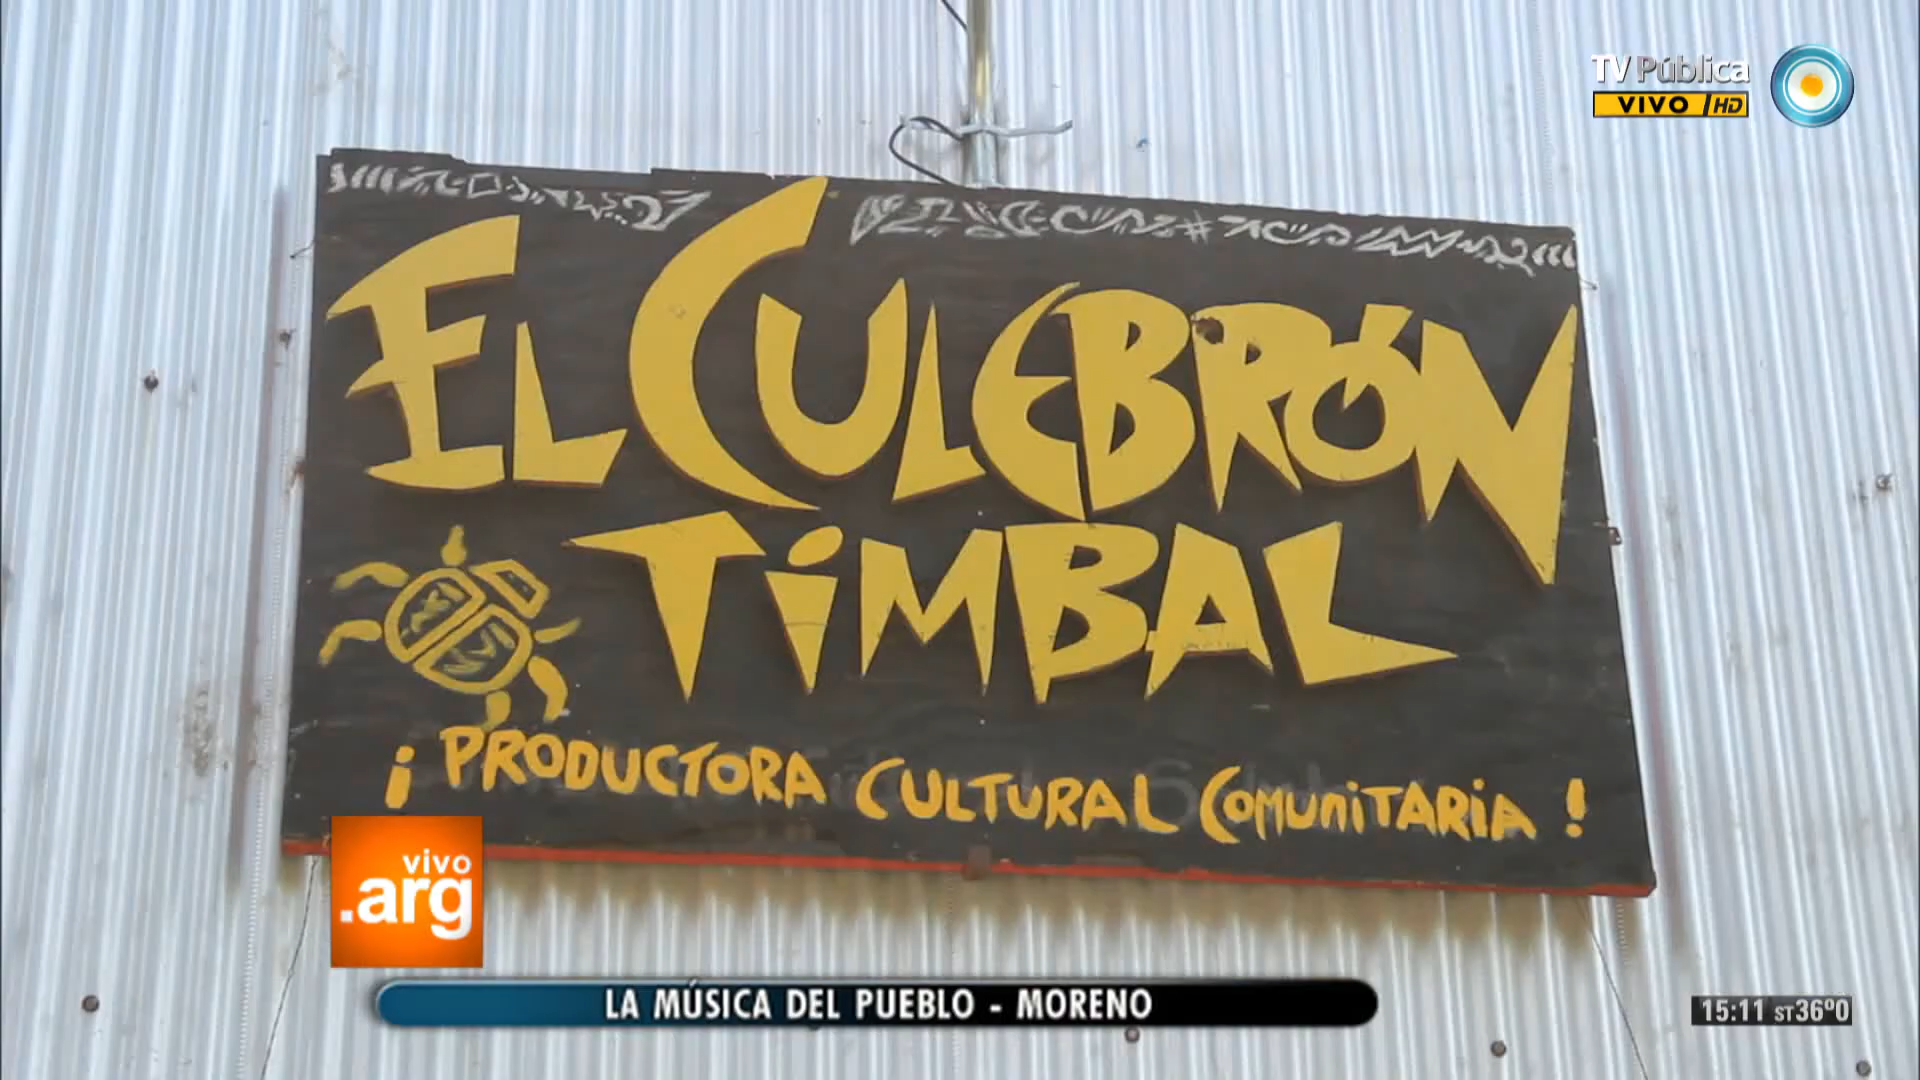 TV Pública
VIVO HD
EL CULEBRÓN
TiMBAL
¡PRODUCTORA CULTURAL COMUNiTARiA!
vivo
.arg
LA MÚSICA DEL PUEBLO - MORENO
15:11 ST36º0